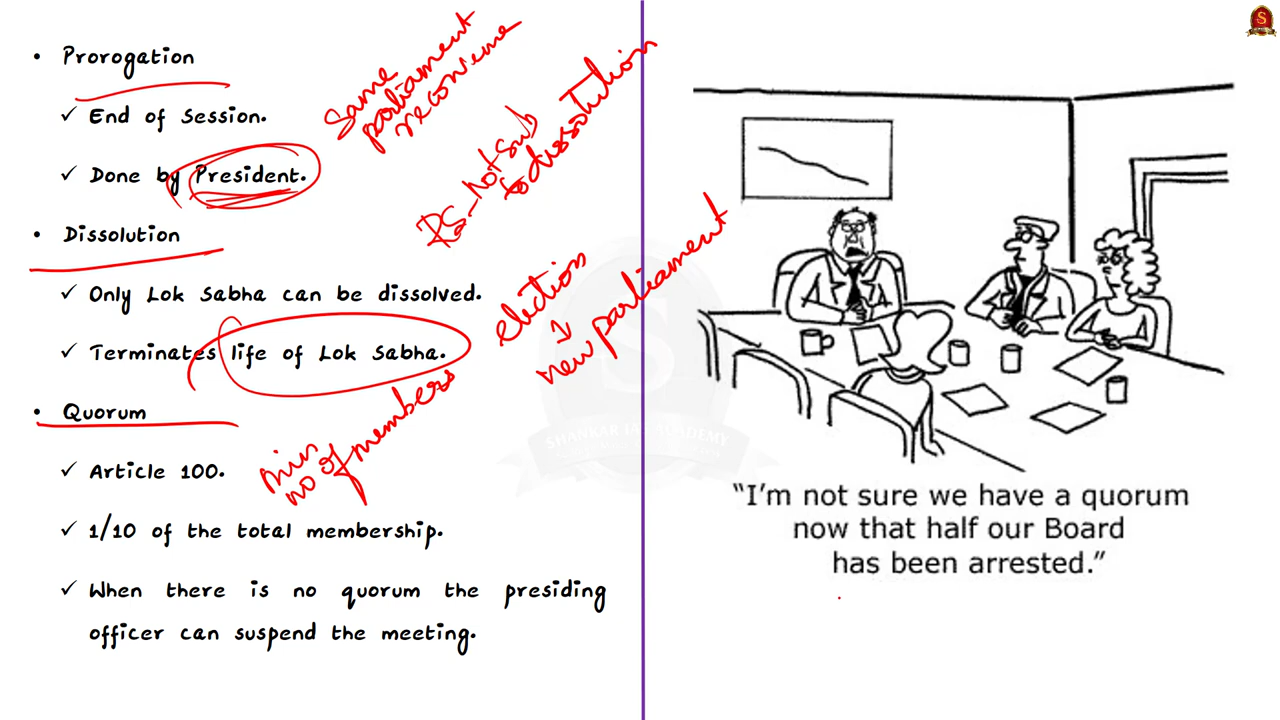 • Prorogation
✓ End of Session.
✓ Done by President.
Same
parliament
reconvene
• Dissolution
RS-Not sub
to dissolution
✓ Only Lok Sabha can be dissolved.
✓ Terminates life of Lok Sabha.
election
↓
new parliament
• Quorum
min
no of members
✓ Article 100.
✓ 1/10 of the total membership.
✓ When there is no quorum the presiding
officer can suspend the meeting.
"I'm not sure we have a quorum
now that half our Board
has been arrested."
S
SHANKAR IAS ACADEMY